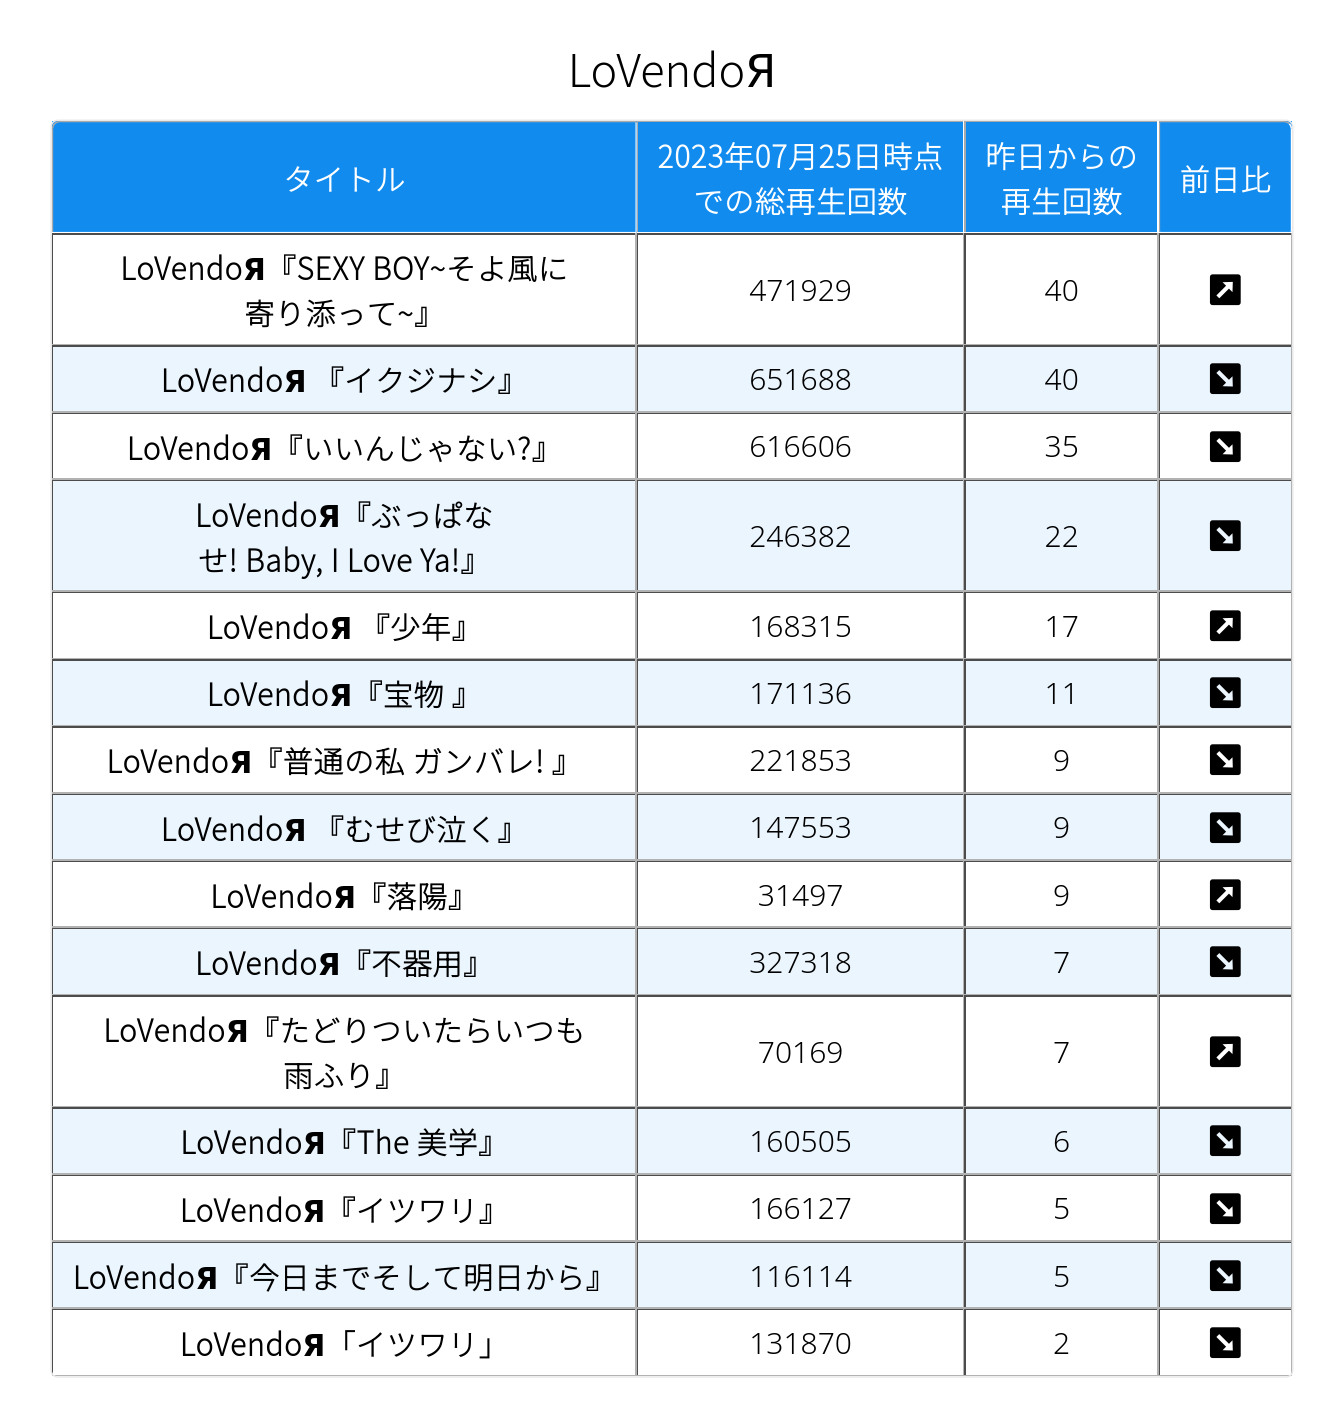 LoVendoЯ
タイトル
2023年07月25日時点
での総再生回数
昨日からの
再生回数
前日比
LoVendoЯ『SEXY BOY~そよ風に
寄り添って~』
471929
40
↗
LoVendoЯ 『イクジナシ』
651688
40
↘
LoVendoЯ『いいんじゃない?』
616606
35
↘
LoVendoЯ『ぶっぱな
せ! Baby, I Love Ya!』
246382
22
↘
LoVendoЯ 『少年』
168315
17
↗
LoVendoЯ『宝物 』
171136
11
↘
LoVendoЯ『普通の私 ガンバレ! 』
221853
9
↘
LoVendoЯ 『むせび泣く』
147553
9
↘
LoVendoЯ『落陽』
31497
9
↗
LoVendoЯ『不器用』
327318
7
↘
LoVendoЯ『たどりついたらいつも
雨ふり』
70169
7
↗
LoVendoЯ『The 美学』
160505
6
↘
LoVendoЯ『イツワリ』
166127
5
↘
LoVendoЯ『今日までそして明日から』
116114
5
↘
LoVendoЯ「イツワリ」
131870
2
↘